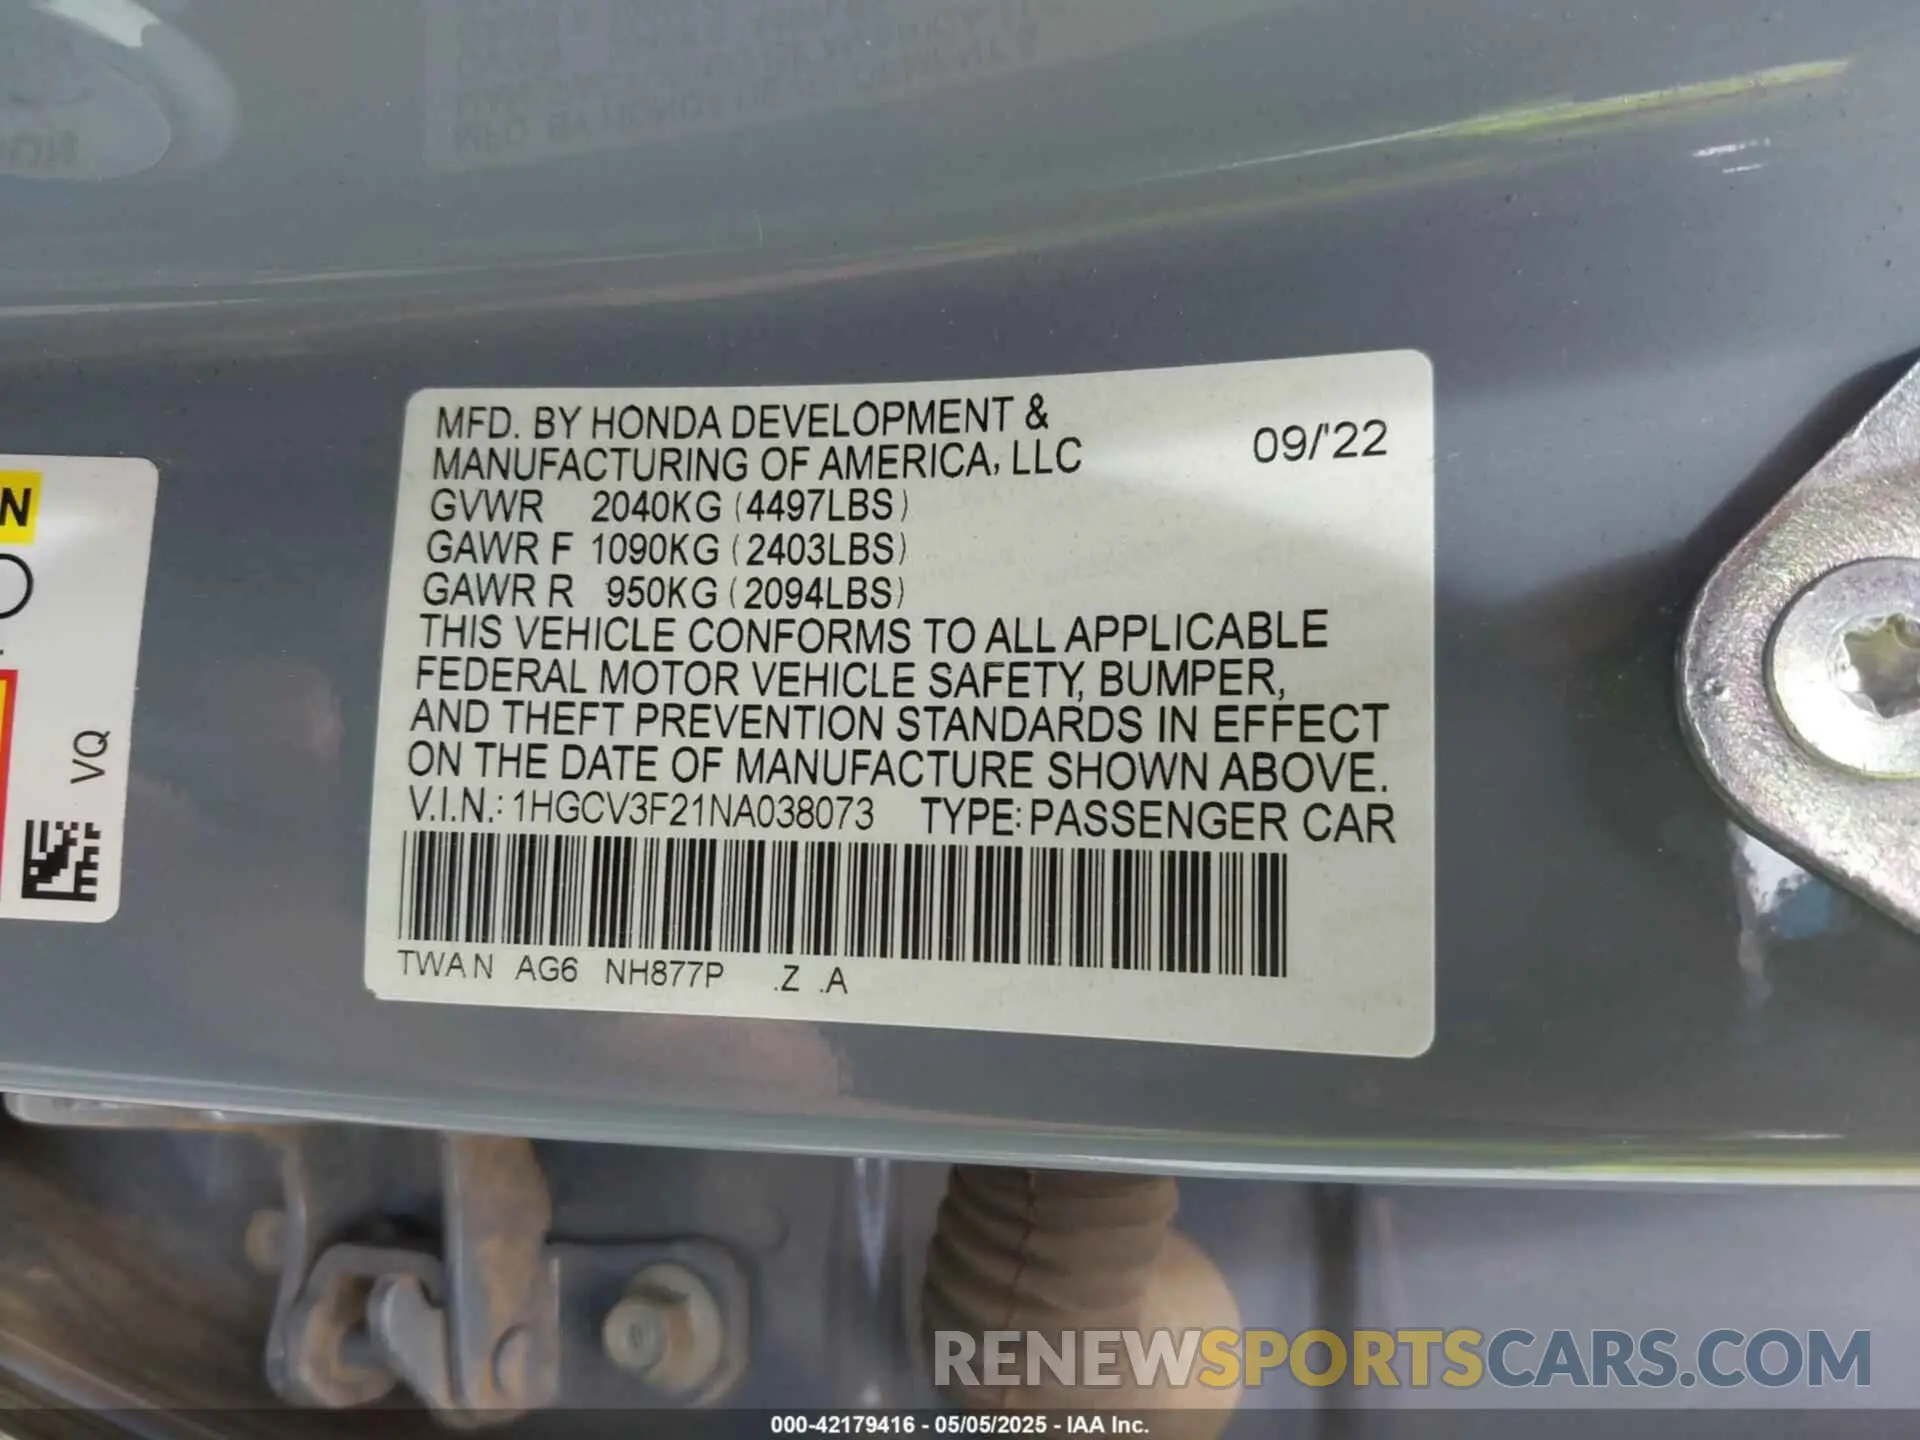 MFD. BY HONDA DEVELOPMENT &
MANUFACTURING OF AMERICA, LLC 09/'22
GVWR 2040KG (4497LBS)
GAWR F 1090KG (2403LBS)
GAWR R 950KG (2094LBS)
THIS VEHICLE CONFORMS TO ALL APPLICABLE
FEDERAL MOTOR VEHICLE SAFETY, BUMPER,
AND THEFT PREVENTION STANDARDS IN EFFECT
ON THE DATE OF MANUFACTURE SHOWN ABOVE.
V.I.N.: 1HGCV3F21NA038073 TYPE: PASSENGER CAR
TWAN AG6 NH877P .Z .A
N
VQ
RENEWSPORTSCARS.COM
000-42179416 - 05/05/2025 - IAA Inc.